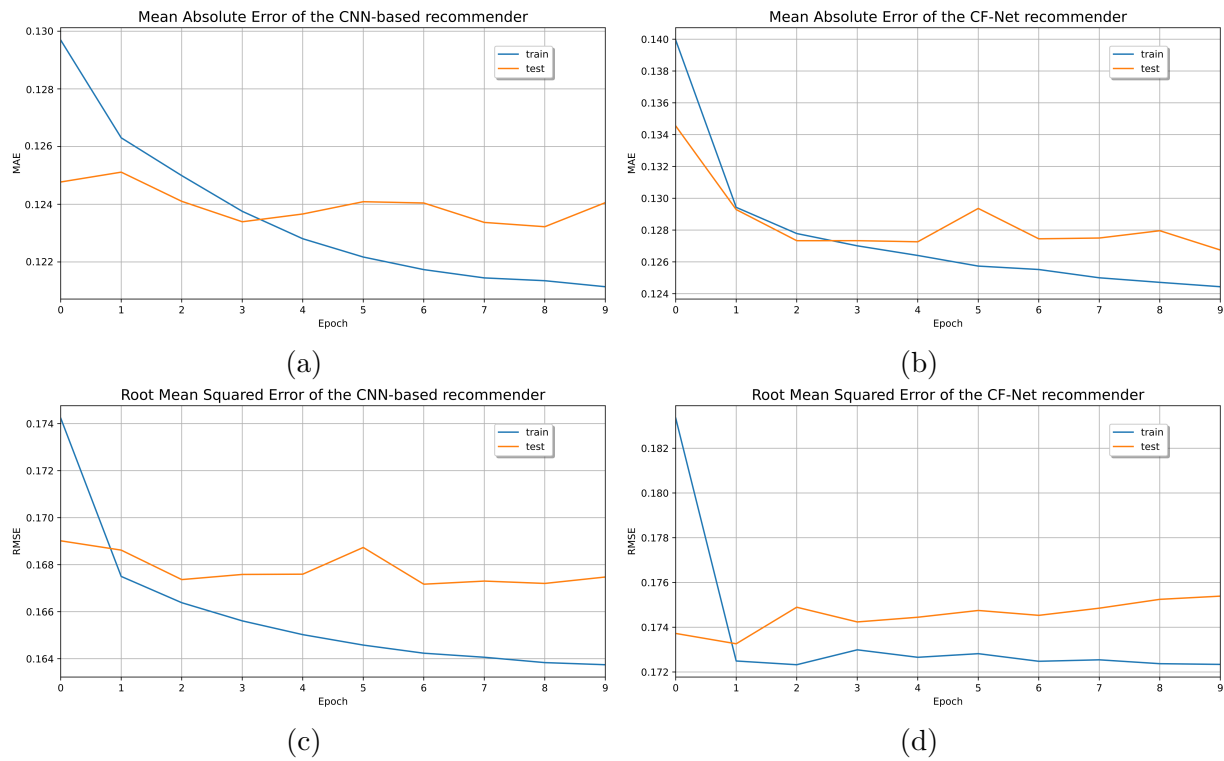 Mean Absolute Error of the CNN-based recommender
0.130
0.128
0.126
0.124
0.122
MAE
train
test
0 1 2 3 4 5 6 7 8 9
Epoch
(a)
Mean Absolute Error of the CF-Net recommender
0.140
0.138
0.136
0.134
0.132
0.130
0.128
0.126
0.124
MAE
train
test
0 1 2 3 4 5 6 7 8 9
Epoch
(b)
Root Mean Squared Error of the CNN-based recommender
0.174
0.172
0.170
0.168
0.166
0.164
RMSE
train
test
0 1 2 3 4 5 6 7 8 9
Epoch
(c)
Root Mean Squared Error of the CF-Net recommender
0.182
0.180
0.178
0.176
0.174
0.172
RMSE
train
test
0 1 2 3 4 5 6 7 8 9
Epoch
(d)